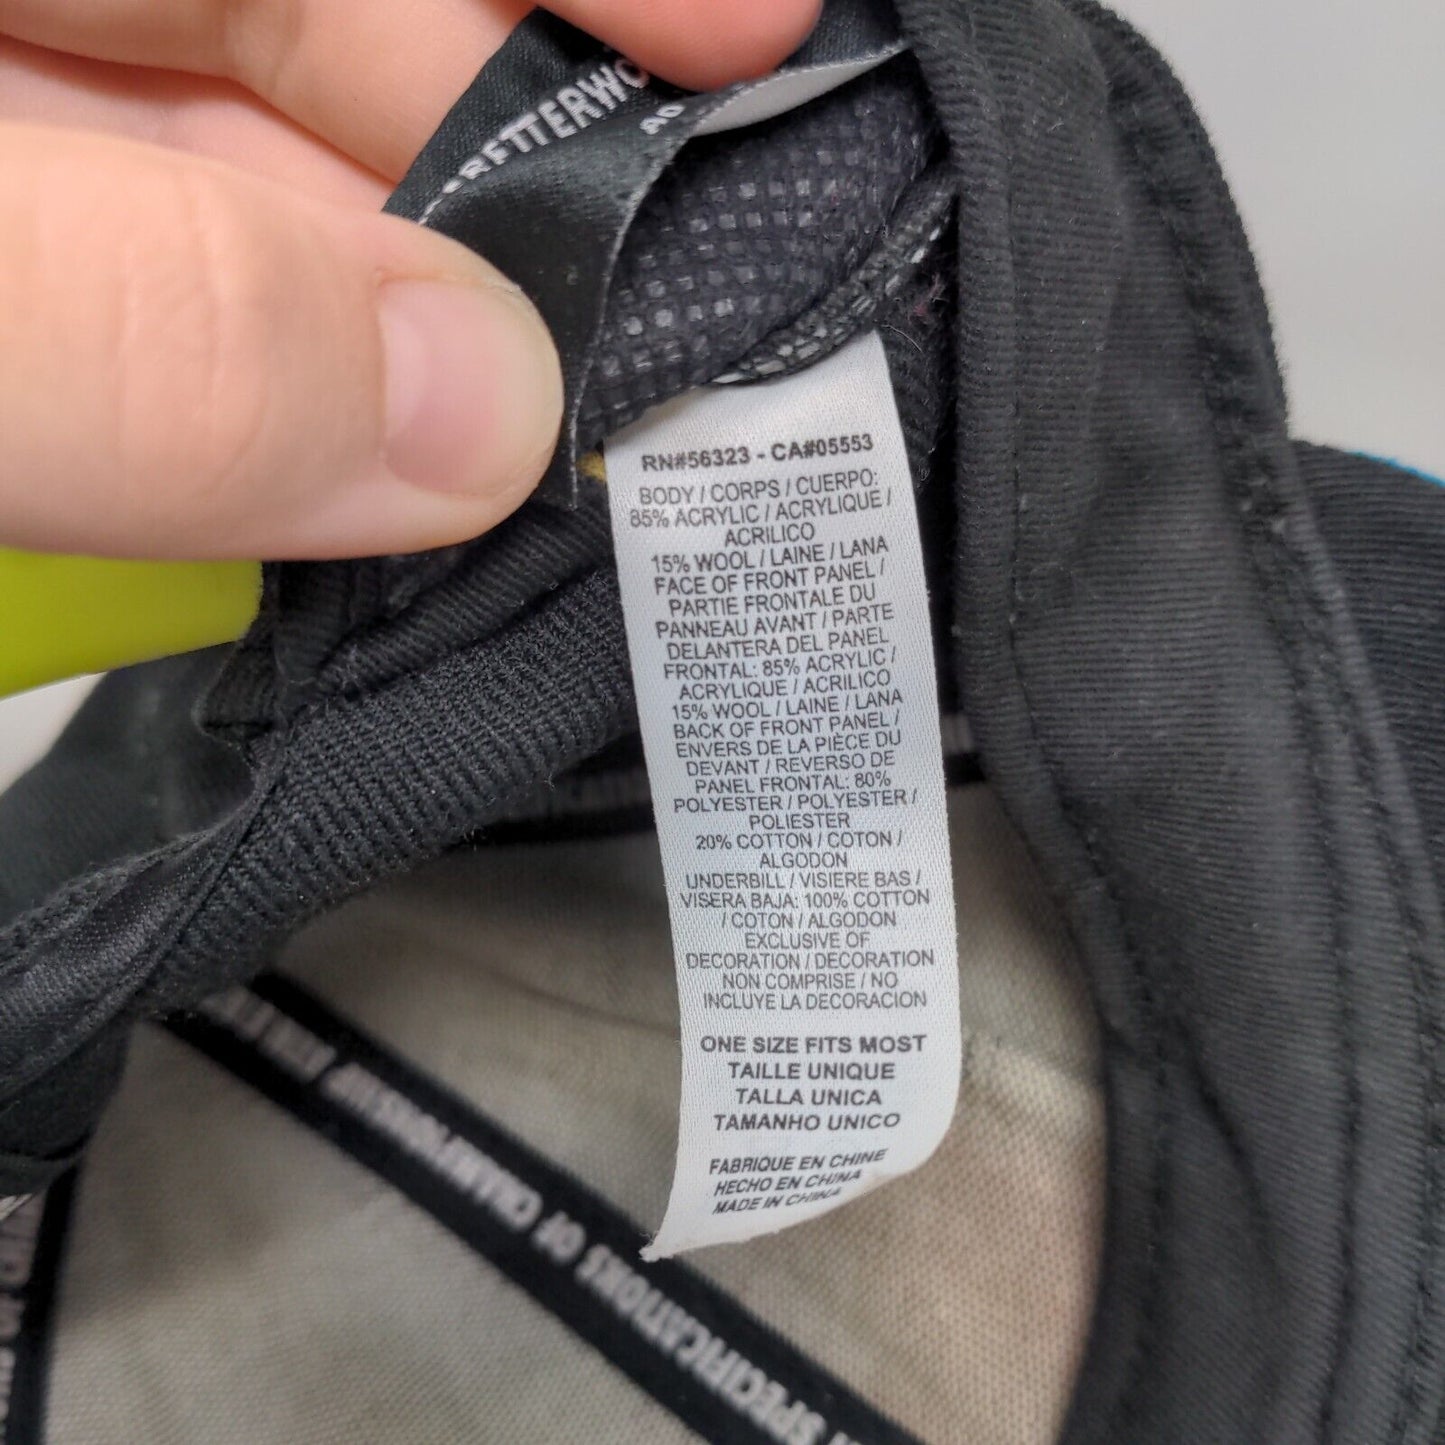 RN#56323 - CA#05553
BODY / CORPS / CUERPO:
85% ACRYLIC / ACRYLIQUE /
ACRILICO
15% WOOL / LAINE / LANA
FACE OF FRONT PANEL /
PARTIE FRONTALE DU
PANNEAU AVANT / PARTE
DELANTERA DEL PANEL
FRONTAL: 85% ACRYLIC /
ACRYLIQUE / ACRILICO
15% WOOL / LAINE / LANA
BACK OF FRONT PANEL /
ENVERS DE LA PIÈCE DU
DEVANT / REVERSO DE
PANEL FRONTAL: 80%
POLYESTER / POLYESTER /
POLIESTER
20% COTTON / COTON /
ALGODON
UNDERBILL / VISIERE BAS /
VISERA BAJA: 100% COTTON
/ COTON / ALGODON
EXCLUSIVE OF
DECORATION / DECORATION
NON COMPRISE / NO
INCLUYE LA DECORACION
ONE SIZE FITS MOST
TAILLE UNIQUE
TALLA UNICA
TAMANHO UNICO
FABRIQUE EN CHINE
HECHO EN CHINA
MADE IN CHINA
SPECIFICATIONS OF CHAMPIONSHIP